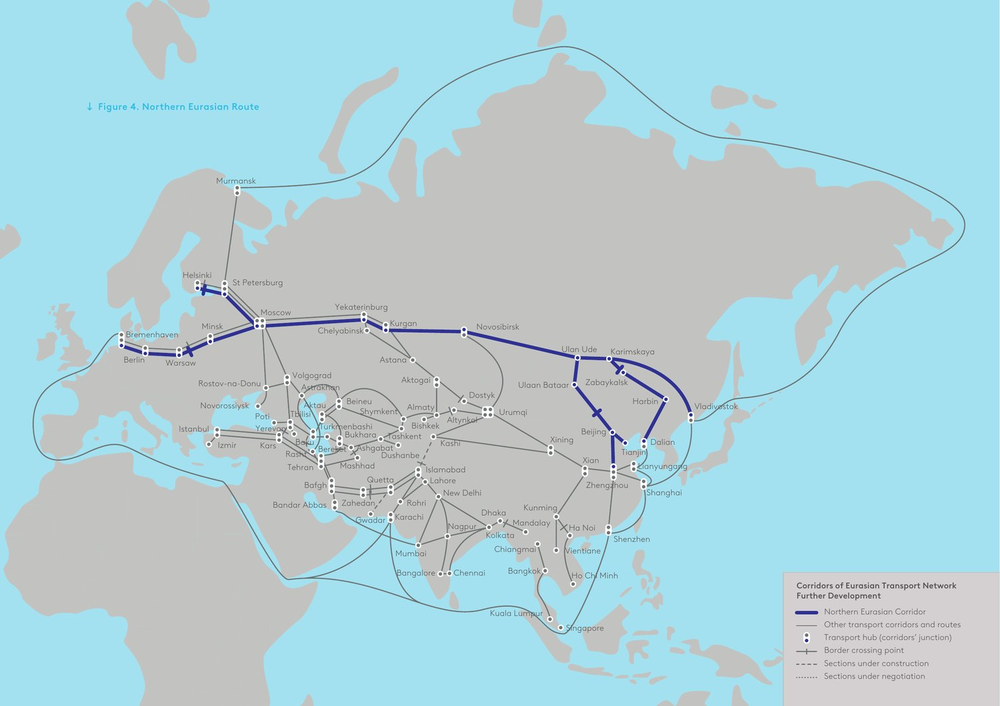 ↓ Figure 4. Northern Eurasian Route
Murmansk
Helsinki
St Petersburg
Moscow
Yekaterinburg
Kurgan
Chelyabinsk
Novosibirsk
Minsk
Bremenhaven
Berlin
Warsaw
Ulan Ude
Karimskaya
Astana
Volgograd
Rostov-na-Donu
Astrakhan
Aktogai
Ulaan Bataar
Zabaykalsk
Dostyk
Harbin
Novorossiysk
Aktau
Beineu
Shymkent
Almaty
Urumqi
Vladivostok
Poti
Tbilisi
Altynkol
Bishkek
Istanbul
Yerevan
Turkmenbashi
Bukhara
Tashkent
Kashi
Beijing
Izmir
Kars
Baku
Bereket
Ashgabat
Dushanbe
Xining
Dalian
Tianjin
Rasht
Tehran
Mashhad
Xian
Lianyungang
Islamabad
Bafgh
Quetta
Lahore
Zhengzhou
Shanghai
New Delhi
Bandar Abbas
Zahedan
Rohri
Gwadar
Karachi
Dhaka
Kunming
Mandalay
Ha Noi
Nagpur
Kolkata
Shenzhen
Mumbai
Chiangmai
Vientiane
Bangalore
Chennai
Bangkok
Ho Chi Minh
Kuala Lumpur
Singapore
Corridors of Eurasian Transport Network
Further Development
Northern Eurasian Corridor
Other transport corridors and routes
Transport hub (corridors' junction)
Border crossing point
Sections under construction
Sections under negotiation